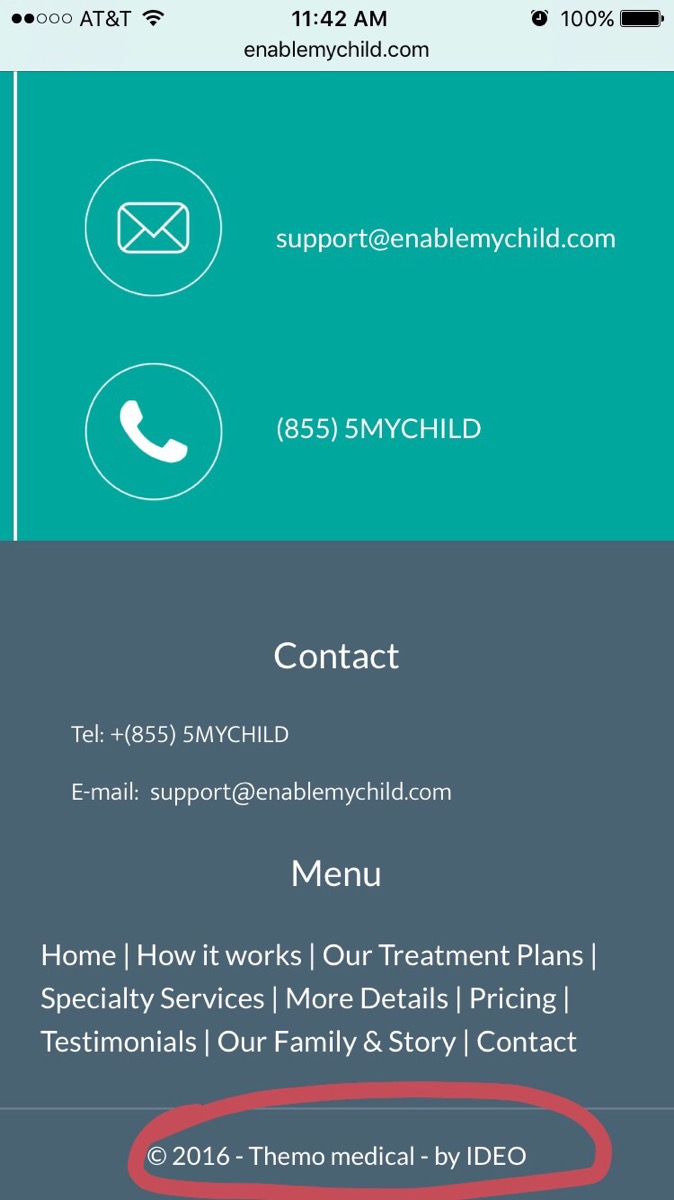 AT&T 11:42 AM 100%
enablemychild.com
support@enablemychild.com
(855) 5MYCHILD
Contact
Tel: +(855) 5MYCHILD
E-mail: support@enablemychild.com
Menu
Home | How it works | Our Treatment Plans |
Specialty Services | More Details | Pricing |
Testimonials | Our Family & Story | Contact
© 2016 - Themo medical - by IDEO